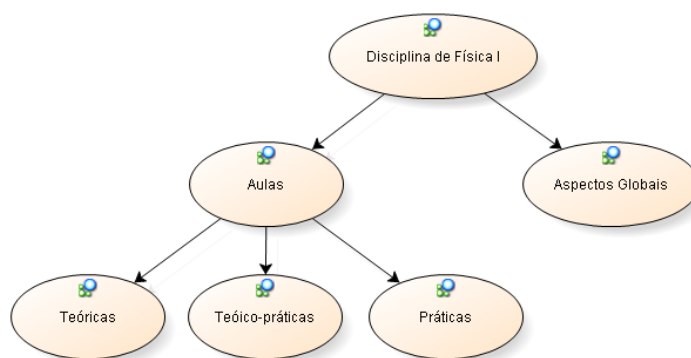 Disciplina de Física I
Aulas
Aspectos Globais
Teóricas
Teóico-práticas
Práticas